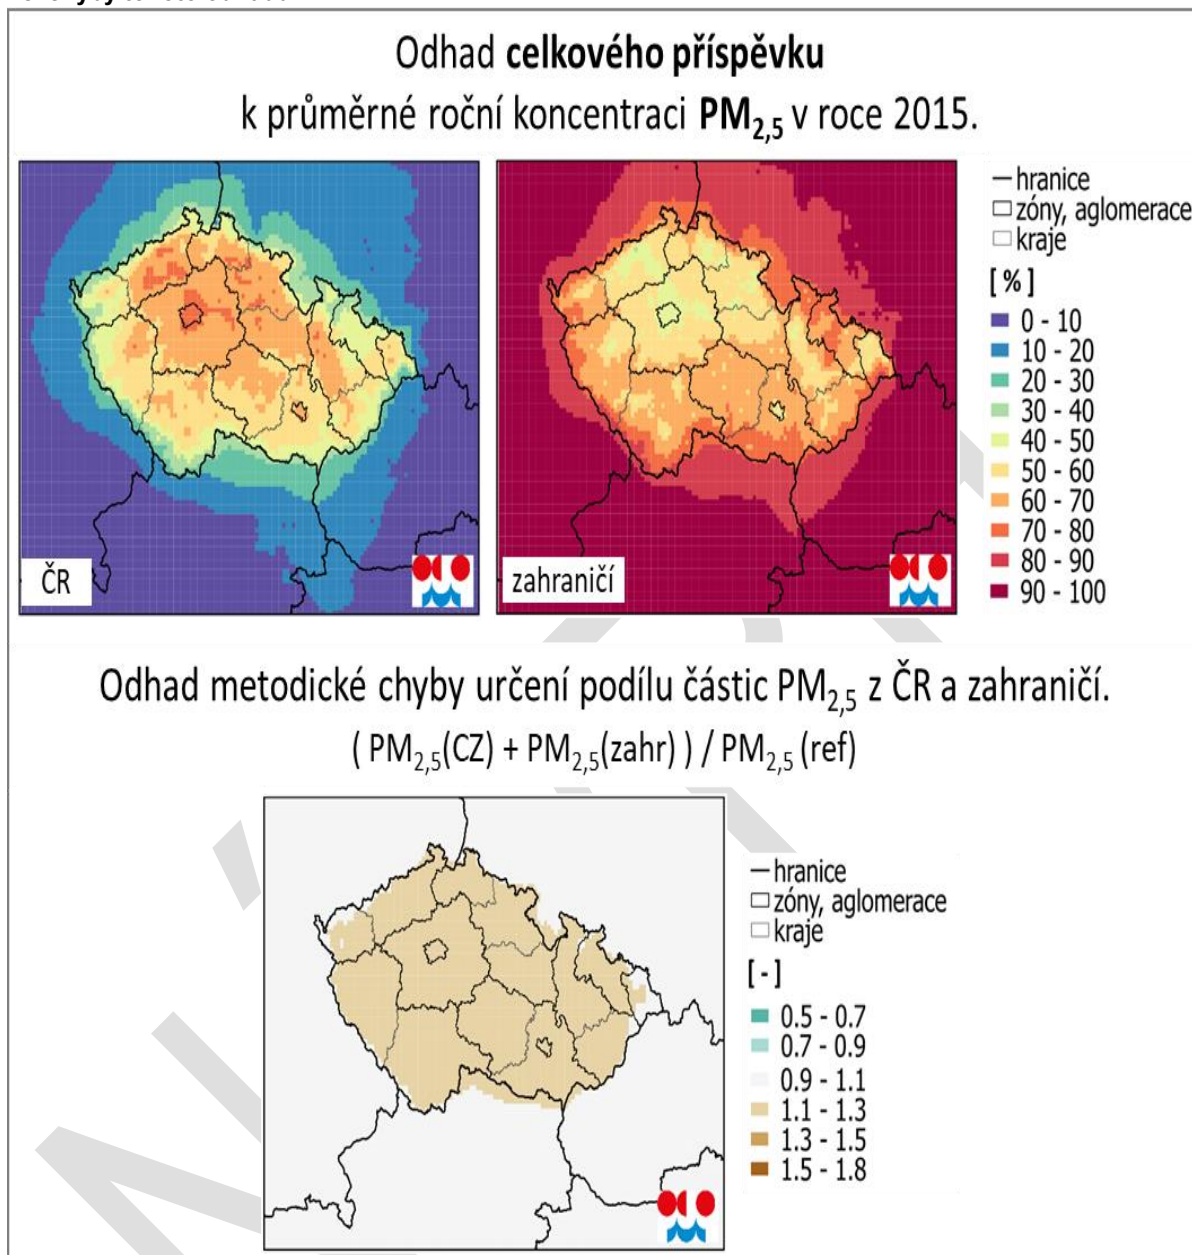 Odhad celkového příspěvku
k průměrné roční koncentraci PM2,5 v roce 2015.
hranice
zóny, aglomerace
kraje
[ % ]
0 - 10
10 - 20
20 - 30
30 - 40
40 - 50
50 - 60
60 - 70
70 - 80
80 - 90
90 - 100
ČR
zahraničí
Odhad metodické chyby určení podílu částic PM2,5 z ČR a zahraničí.
( PM2,5(CZ) + PM2,5(zahr) ) / PM2,5 (ref)
hranice
zóny, aglomerace
kraje
[ - ]
0.5 - 0.7
0.7 - 0.9
0.9 - 1.1
1.1 - 1.3
1.3 - 1.5
1.5 - 1.8